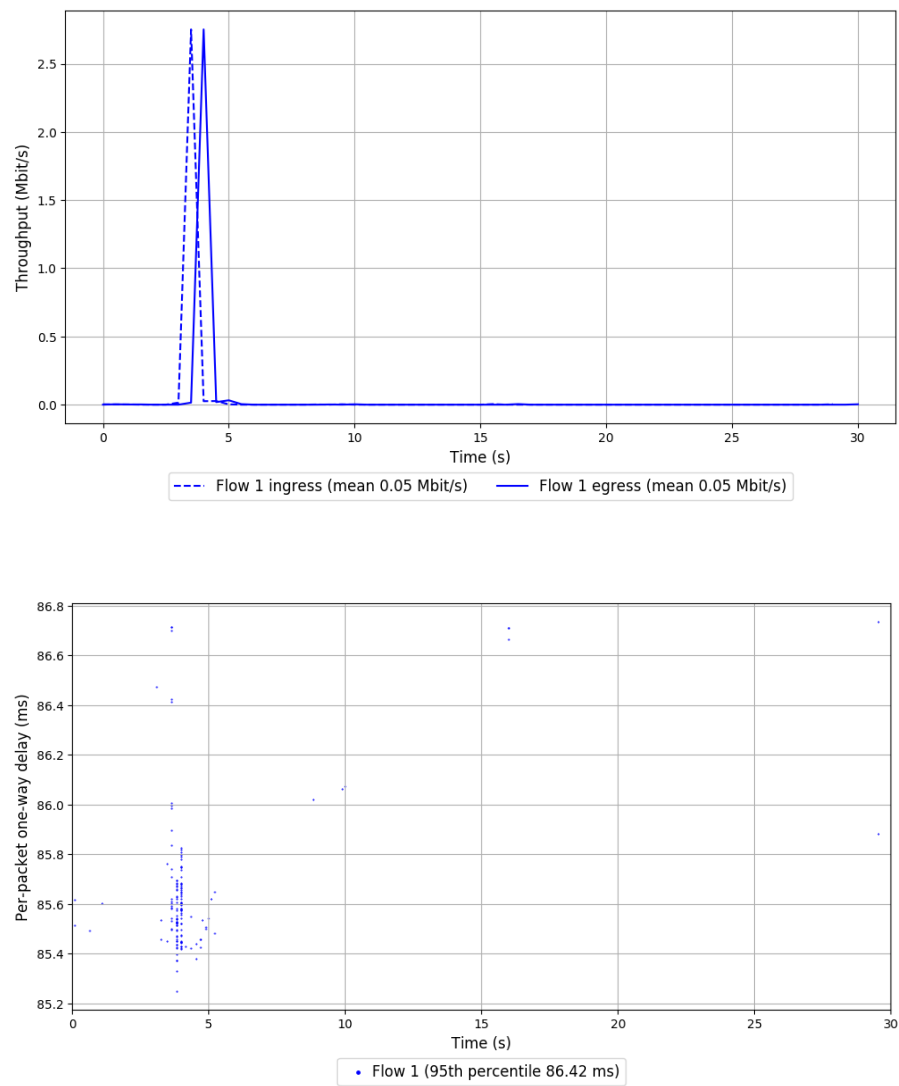 Throughput (Mbit/s)
2.5
2.0
1.5
1.0
0.5
0.0
0 5 10 15 20 25 30
Time (s)
Flow 1 ingress (mean 0.05 Mbit/s) Flow 1 egress (mean 0.05 Mbit/s)
Per-packet one-way delay (ms)
86.8
86.6
86.4
86.2
86.0
85.8
85.6
85.4
85.2
0 5 10 15 20 25 30
Time (s)
Flow 1 (95th percentile 86.42 ms)